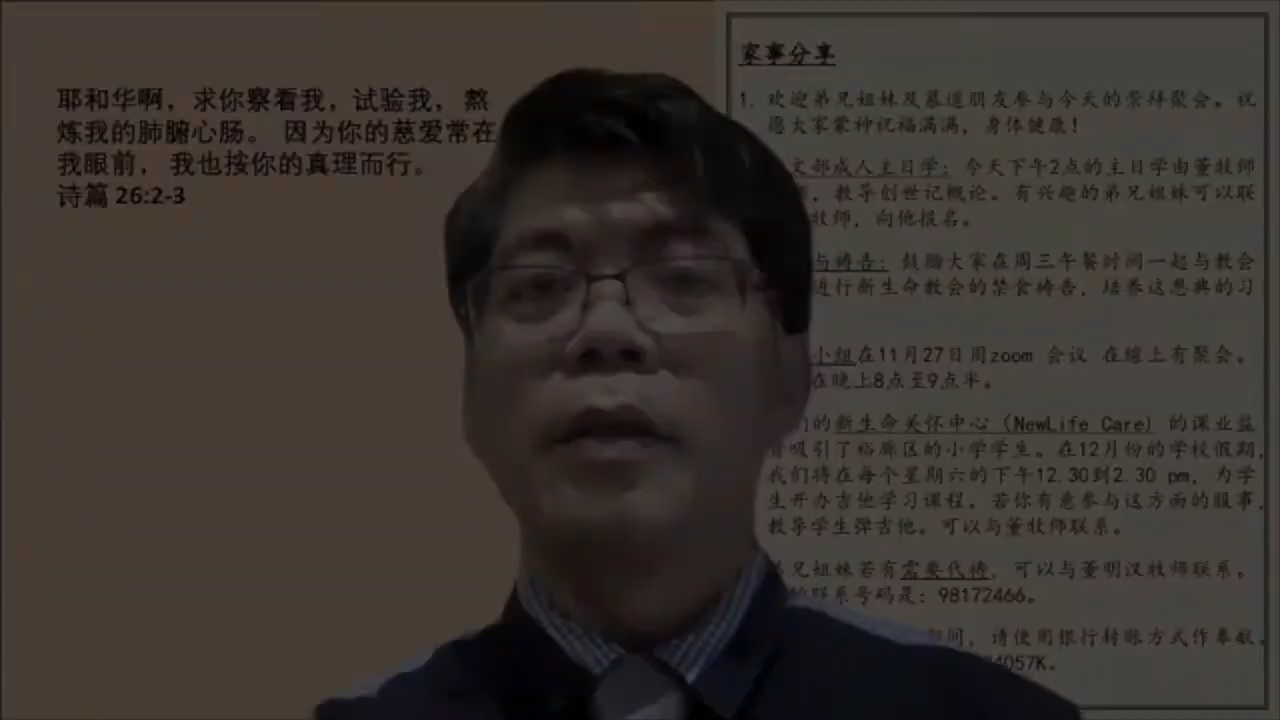 耶和华啊，求你察看我，试验我，熬
炼我的肺腑心肠。 因为你的慈爱常在
我眼前， 我也按你的真理而行。
诗篇 26:2-3
家事分享
1. 欢迎弟兄姐妹及慕道朋友参与今天的崇拜聚会。祝
愿大家蒙神祝福满满，身体健康！
文部成人主日学：今天下午2点的主日学由董牧师
，教导创世记概论。有兴趣的弟兄姐妹可以联
牧师，向他报名。
与祷告：鼓励大家在周三午餐时间一起与教会
进行新生命教会的禁食祷告，培养这恩典的习
小组在11月27日周zoom 会议 在线上有聚会。
在晚上8点至9点半。
们的新生命关怀中心 (NewLife Care) 的课业监
督吸引了裕廊区的小学学生。在12月份的学校假期，
我们将在每个星期六的下午12.30到2.30 pm，为学
生开办吉他学习课程。若你有意参与这方面的服事，
教导学生弹吉他。可以与董牧师联系。
弟兄姐妹若有需要代祷，可以与董明汉牧师联系。
联系号码是：98172466。
期间，请使用银行转账方式作奉献。
4057K。